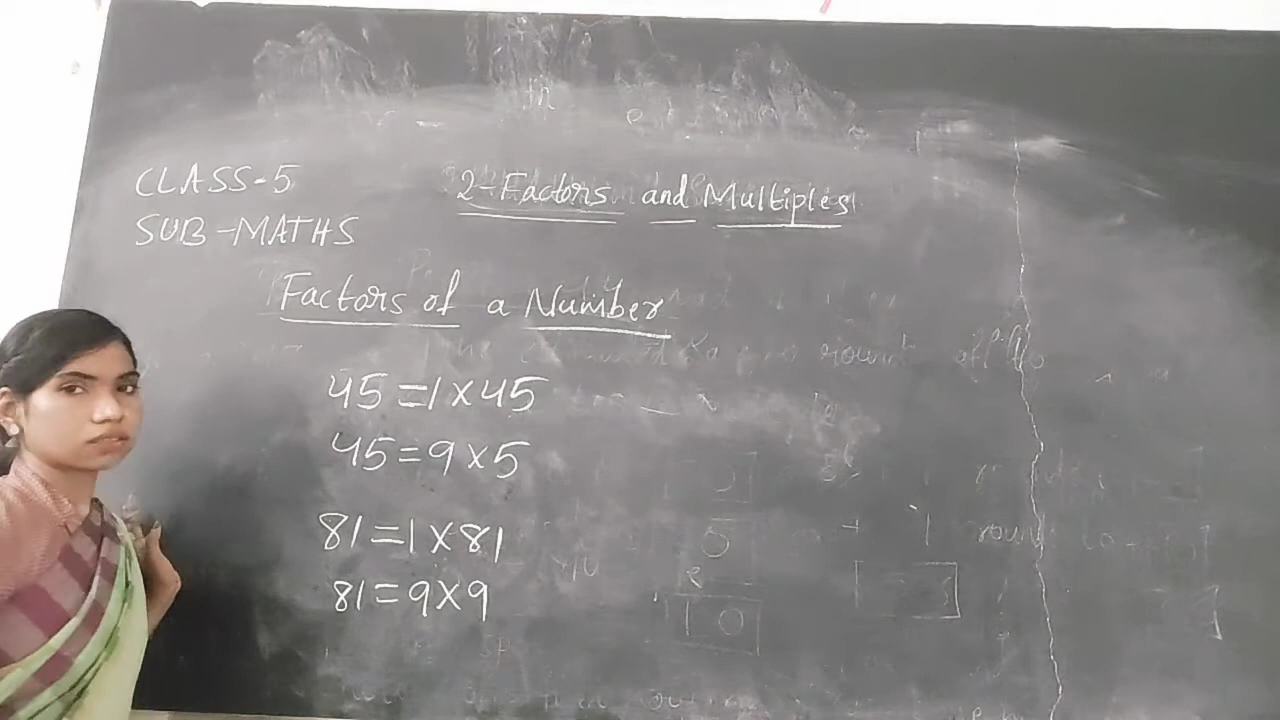 CLASS-5
2-Factors and Multiples
SUB-MATHS
Factors of a Number
45=1×45
45=9×5
81=1×81
81=9×9